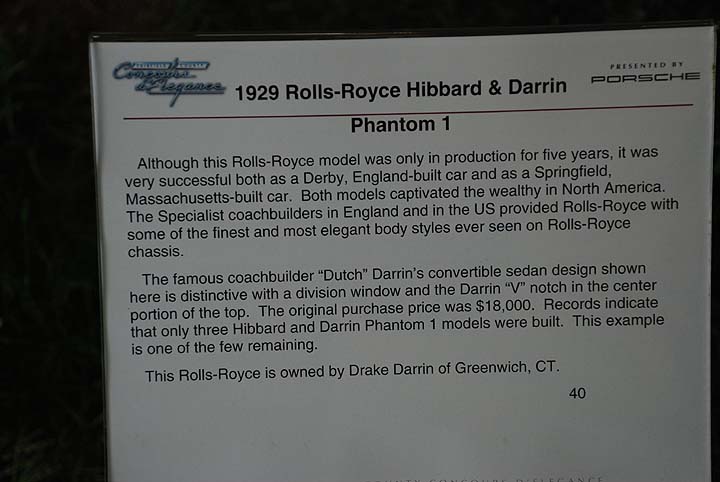 Concours
d'Elegance
PRESENTED BY
PORSCHE
1929 Rolls-Royce Hibbard & Darrin
Phantom 1
Although this Rolls-Royce model was only in production for five years, it was
very successful both as a Derby, England-built car and as a Springfield,
Massachusetts-built car. Both models captivated the wealthy in North America.
The Specialist coachbuilders in England and in the US provided Rolls-Royce with
some of the finest and most elegant body styles ever seen on Rolls-Royce
chassis.
The famous coachbuilder “Dutch” Darrin’s convertible sedan design shown
here is distinctive with a division window and the Darrin “V” notch in the center
portion of the top. The original purchase price was $18,000. Records indicate
that only three Hibbard and Darrin Phantom 1 models were built. This example
is one of the few remaining.
This Rolls-Royce is owned by Drake Darrin of Greenwich, CT.
40